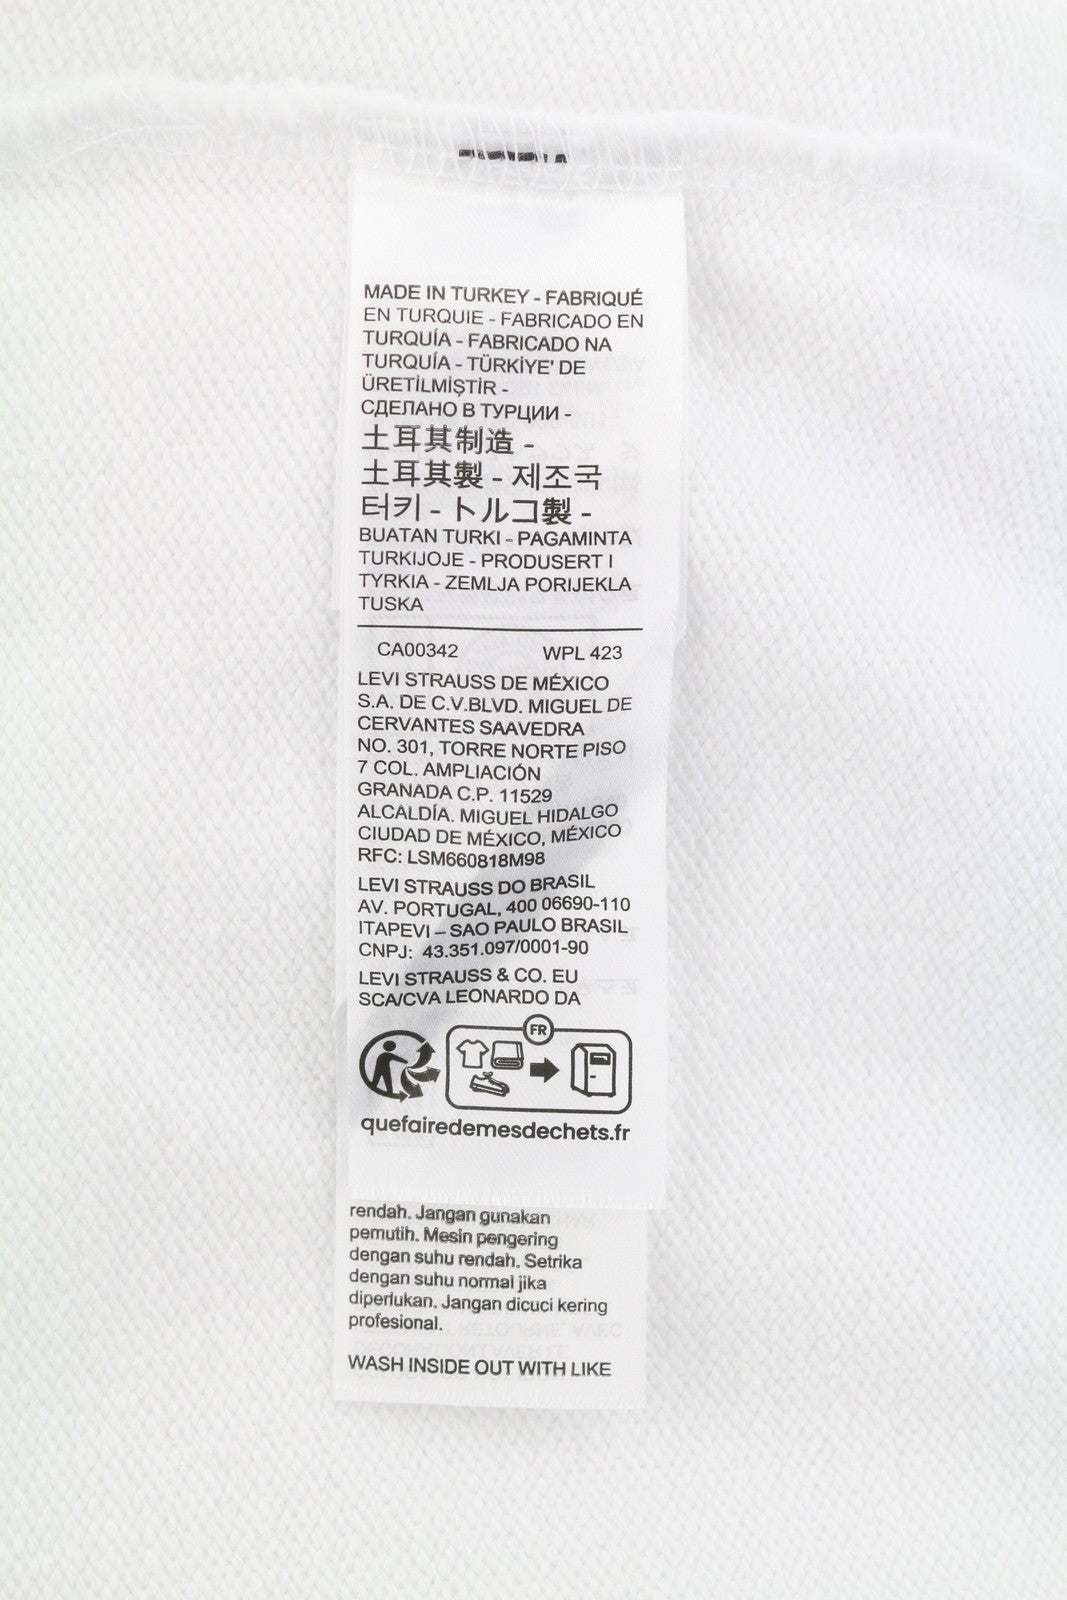 MADE IN TURKEY - FABRIQUÉ
EN TURQUIE - FABRICADO EN
TURQUÍA - FABRICADO NA
TURQUÍA - TÜRKİYE' DE
ÜRETİLMİŞTİR -
СДЕЛАНО В ТУРЦИИ -
土耳其制造 -
土耳其製 - 제조국
터키 - トルコ製 -
BUATAN TURKI - PAGAMINTA
TURKIJOJE - PRODUSERT I
TYRKIA - ZEMLJA PORIJEKLA
TUSKA
CA00342 WPL 423
LEVI STRAUSS DE MÉXICO
S.A. DE C.V.BLVD. MIGUEL DE
CERVANTES SAAVEDRA
NO. 301, TORRE NORTE PISO
7 COL. AMPLIACIÓN
GRANADA C.P. 11529
ALCALDÍA. MIGUEL HIDALGO
CIUDAD DE MÉXICO, MÉXICO
RFC: LSM660818M98
LEVI STRAUSS DO BRASIL
AV. PORTUGAL, 400 06690-110
ITAPEVI – SAO PAULO BRASIL
CNPJ: 43.351.097/0001-90
LEVI STRAUSS & CO. EU
SCA/CVA LEONARDO DA
FR
quefairedemesdechets.fr
rendah. Jangan gunakan
pemutih. Mesin pengering
dengan suhu rendah. Setrika
dengan suhu normal jika
diperlukan. Jangan dicuci kering
profesional.
WASH INSIDE OUT WITH LIKE